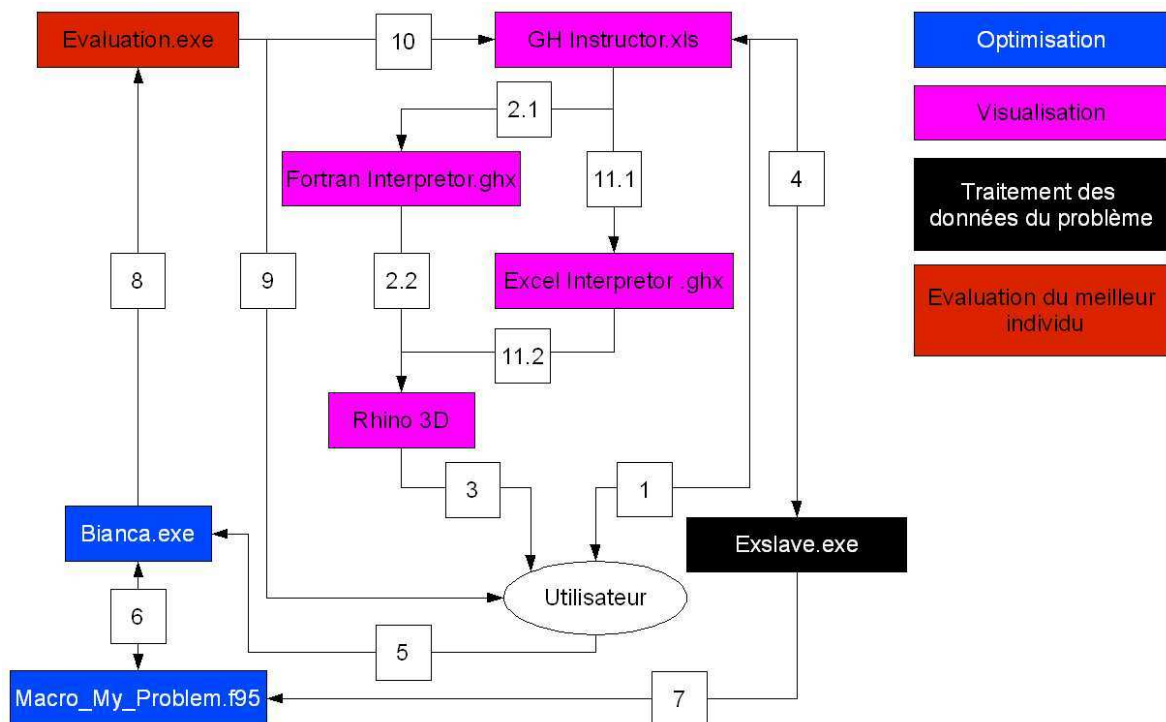 Evaluation.exe
10
GH Instructor.xls
Optimisation
2.1
Visualisation
Fortran Interpretor.ghx
11.1
4
Traitement des
données du problème
8
9
2.2
Excel Interpretor .ghx
Evaluation du meilleur
individu
11.2
Rhino 3D
3
1
Bianca.exe
Exslave.exe
Utilisateur
6
5
Macro_My_Problem.f95
7